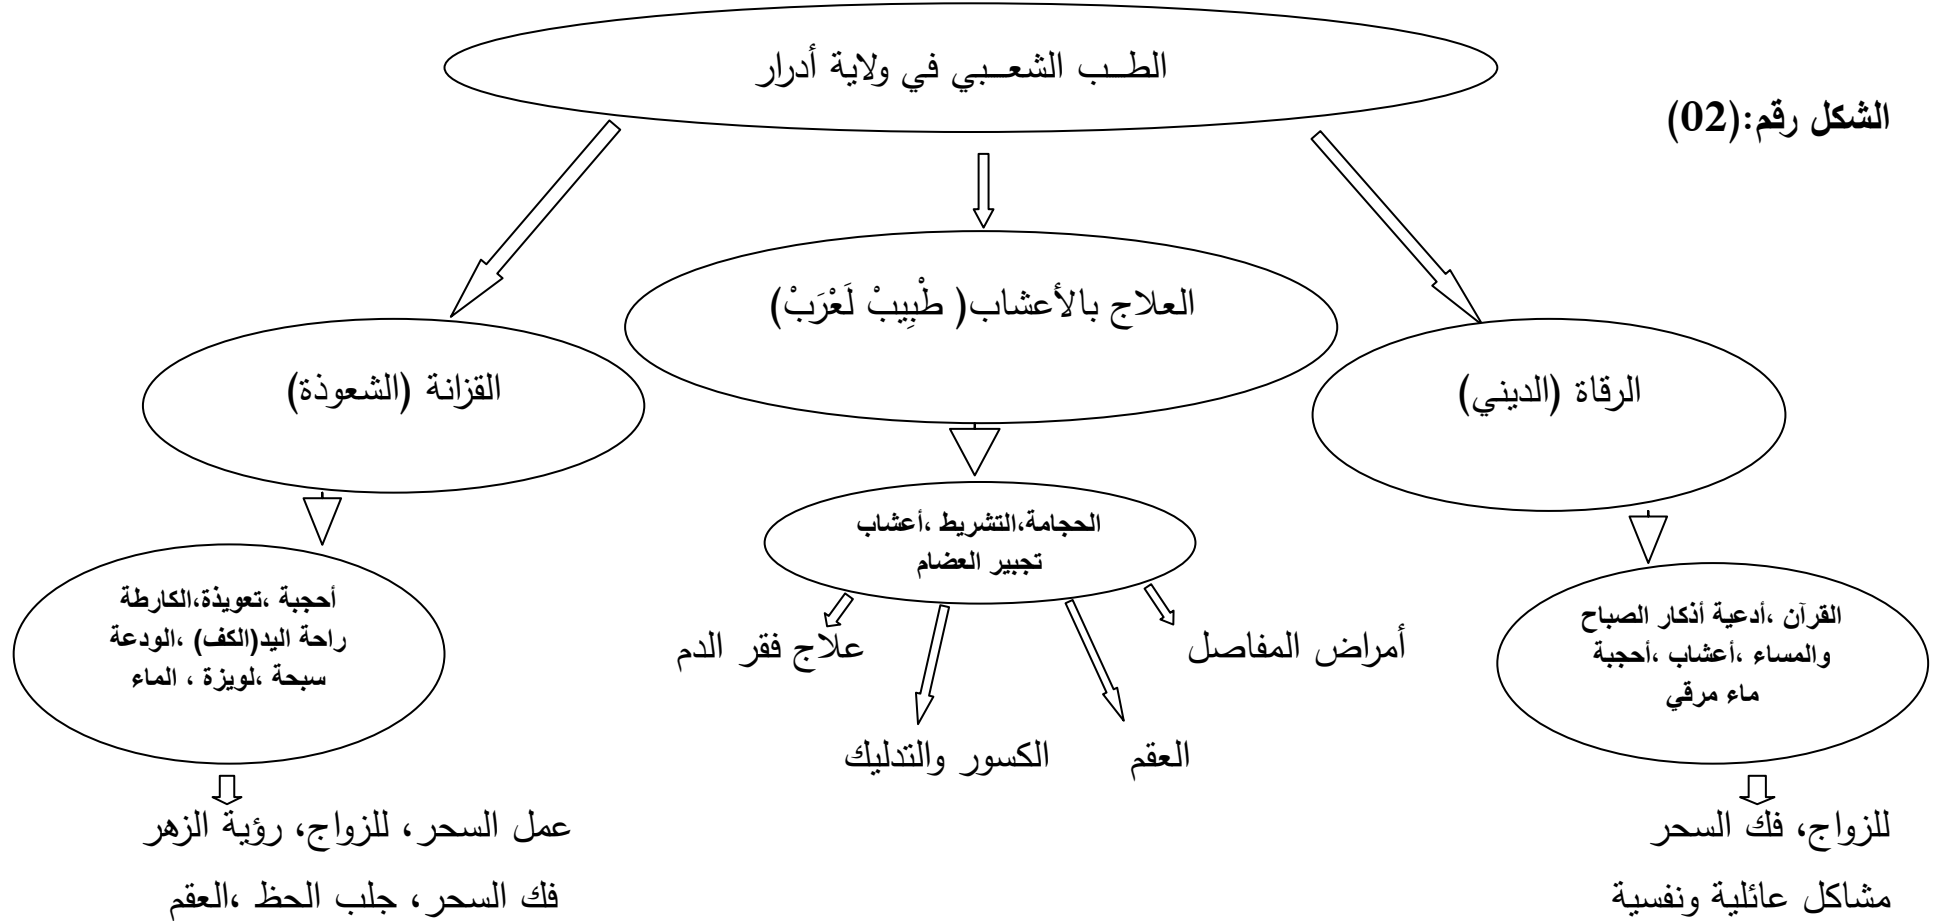 الطــب الشعــبي في ولاية أدرار
الشكل رقم:(02)
العلاج بالأعشاب( طْبِيبْ لَعْرَبْ)
الرقاة (الديني)
القزانة (الشعوذة)
الحجامة،التشريط ،أعشاب
تجبير العضام
القرآن ،أدعية أذكار الصباح
والمساء ،أعشاب ،أحجبة
ماء مرقي
أحجبة ،تعويذة،الكارطة
راحة اليد(الكف) ،الودعة
سبحة ،لويزة ، الماء
أمراض المفاصل
علاج فقر الدم
العقم
الكسور والتدليك
للزواج، فك السحر
مشاكل عائلية ونفسية
عمل السحر، للزواج، رؤية الزهر
فك السحر، جلب الحظ ،العقم